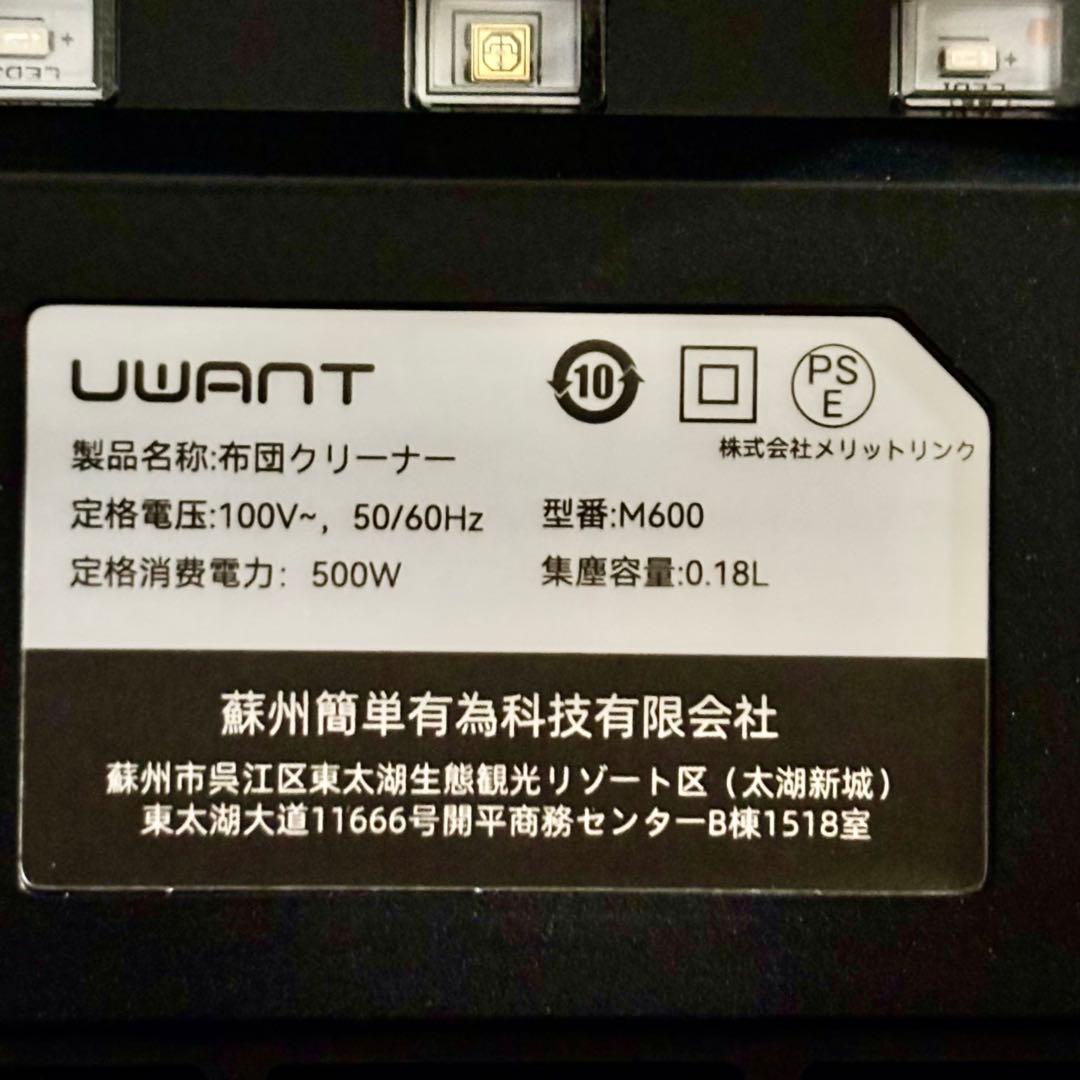 UWANT
10
PS
E
株式会社メリットリンク
製品名称:布団クリーナー
定格電圧:100V~, 50/60Hz
型番:M600
定格消費電力: 500W
集塵容量:0.18L
蘇州簡単有為科技有限会社
蘇州市呉江区東太湖生態観光リゾート区（太湖新城）
東太湖大道11666号開平商務センターB棟1518室